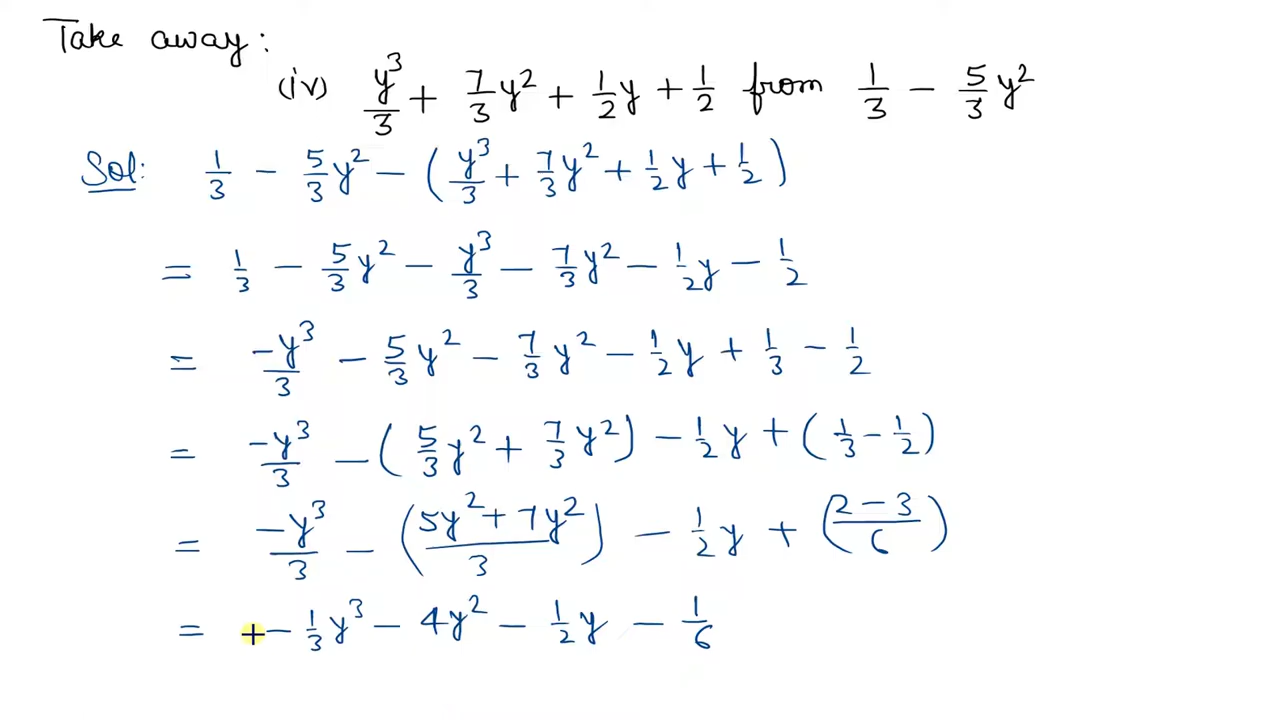 Take away:
(iv) y³/3 + 7/3 y² + 1/2 y + 1/2 from 1/3 - 5/3 y²
Sol: 1/3 - 5/3 y² - (y³/3 + 7/3 y² + 1/2 y + 1/2)
= 1/3 - 5/3 y² - y³/3 - 7/3 y² - 1/2 y - 1/2
= -y³/3 - 5/3 y² - 7/3 y² - 1/2 y + 1/3 - 1/2
= -y³/3 - (5/3 y² + 7/3 y²) - 1/2 y + (1/3 - 1/2)
= -y³/3 - ((5y² + 7y²)/3) - 1/2 y + ((2 - 3)/6)
= - 1/3 y³ - 4y² - 1/2 y - 1/6